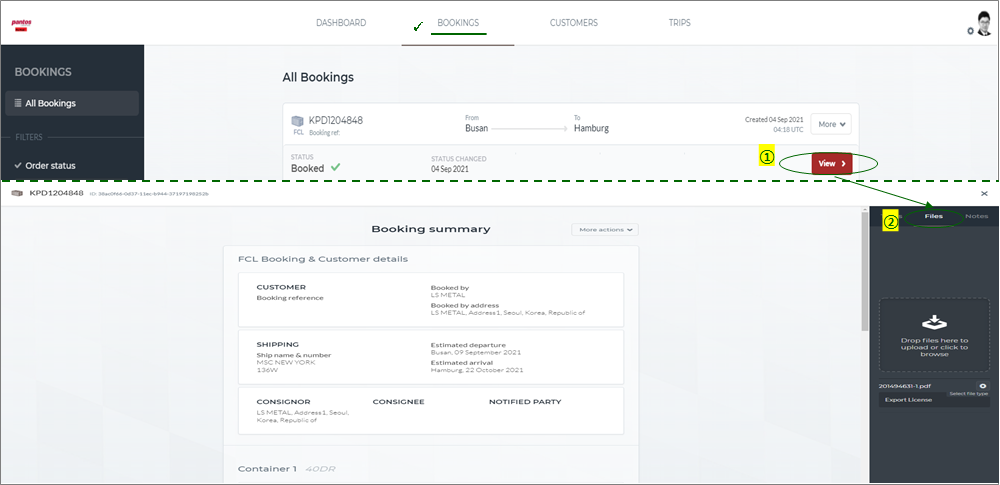 pantos
DASHBOARD
✓ BOOKINGS
CUSTOMERS
TRIPS
BOOKINGS
All Bookings
FILTERS
Order status
All Bookings
KPD1204848
FCL Booking ref:
From
Busan
To
Hamburg
Created 04 Sep 2021
04:18 UTC
More
STATUS
Booked
STATUS CHANGED
04 Sep 2021
①
View
KPD1204848
②
Files
Notes
Booking summary
More actions
FCL Booking & Customer details
CUSTOMER
Booking reference
Booked by
LS METAL
Booked by address
LS METAL, Address1, Seoul, Korea, Republic of
SHIPPING
Ship name & number
MSC NEW YORK
136W
Estimated departure
Busan, 09 September 2021
Estimated arrival
Hamburg, 22 October 2021
CONSIGNOR
LS METAL, Address1, Seoul,
Korea, Republic of
CONSIGNEE
NOTIFIED PARTY
Container 1 40DR
Drop files here to
upload or click to
browse
201494631-1.pdf
Select file type
Export License